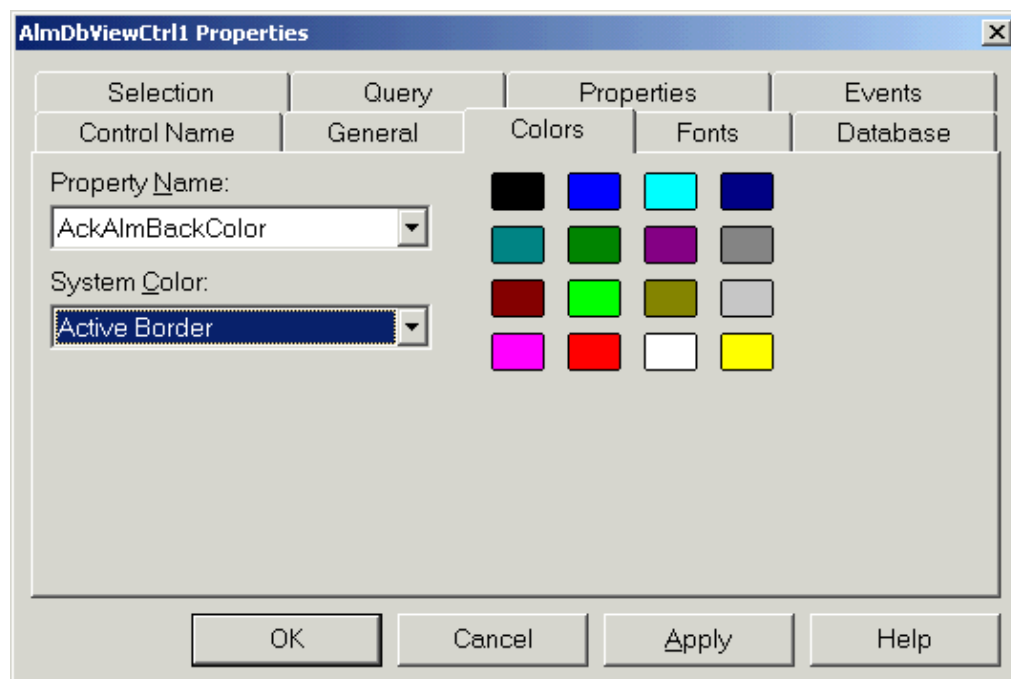 AlmDbViewCtrl1 Properties
Selection Query Properties Events
Control Name General Colors Fonts Database
Property Name:
AckAlmBackColor
System Color:
Active Border
OK Cancel Apply Help